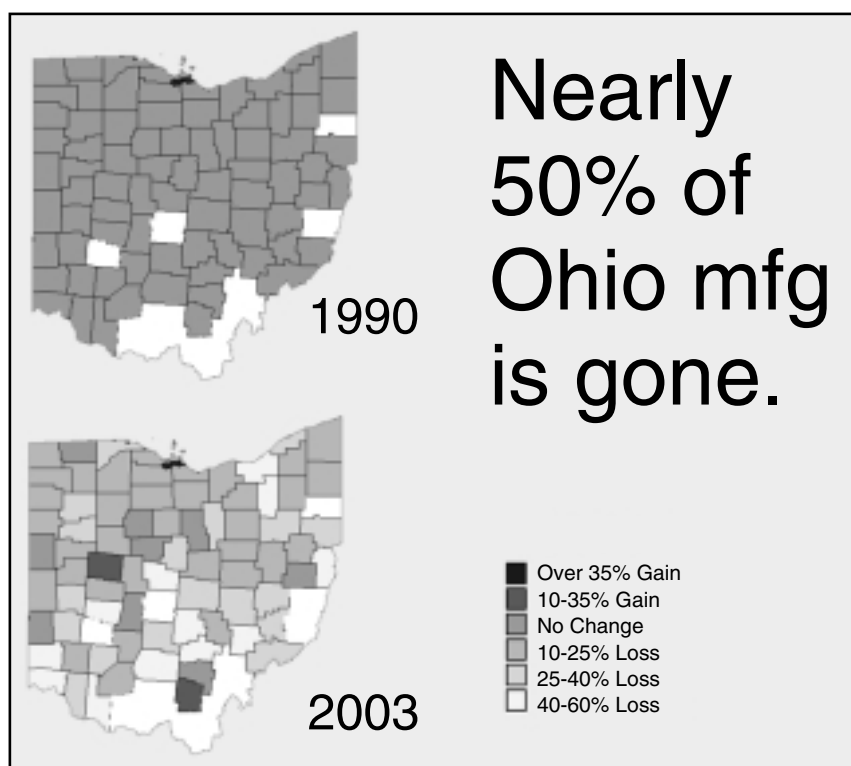 Nearly
50% of
Ohio mfg
is gone.
1990
2003
Over 35% Gain
10-35% Gain
No Change
10-25% Loss
25-40% Loss
40-60% Loss